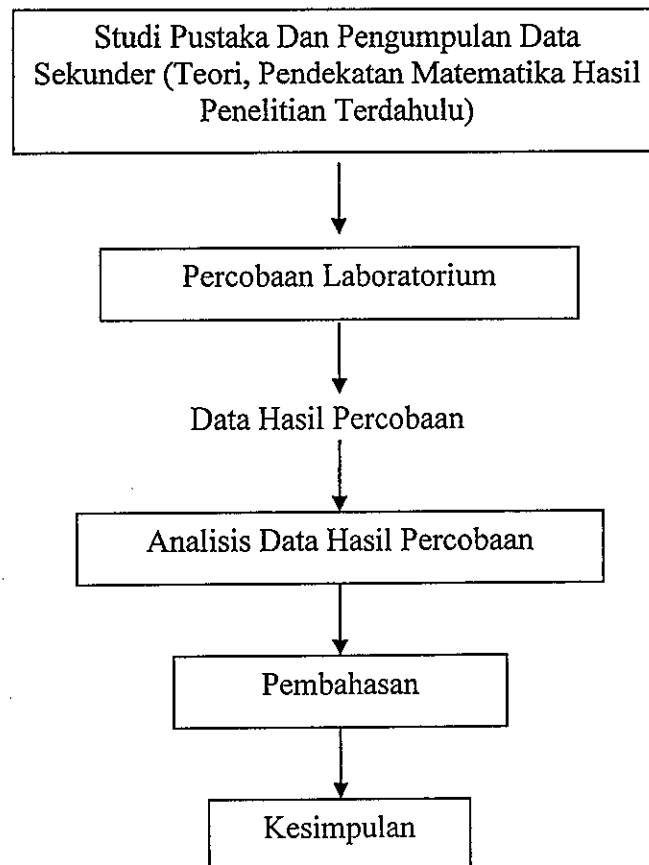 Studi Pustaka Dan Pengumpulan Data
Sekunder (Teori, Pendekatan Matematika Hasil
Penelitian Terdahulu)
Percobaan Laboratorium
Data Hasil Percobaan
Analisis Data Hasil Percobaan
Pembahasan
Kesimpulan